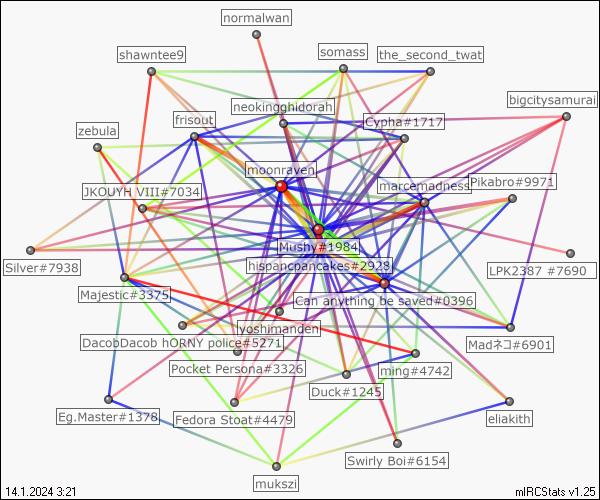 normalwan
shawntee9
somass
the_second_twat
bigcitysamurai
neokingghidorah
Cypha#1717
frisout
zebula
moonraven
marcemadness
Pikabro#9971
JKOUYH VIII#7034
Mushy#1984
hispancpancakes#2928
Silver#7938
LPK2387 #7690
Majestic#3375
Can anything be saved#0396
lyoshimanden
DacobDacob hORNY police#5271
Madネコ#6901
Pocket Persona#3326
ming#4742
Duck#1245
Eg.Master#1378
Fedora Stoat#4479
eliakith
Swirly Boi#6154
mukszi
14.1.2024 3:21
mIRCStats v1.25